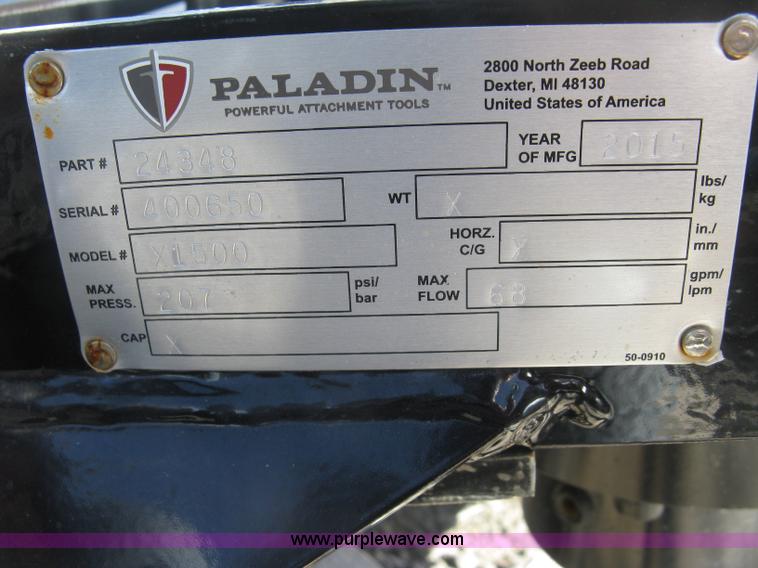 PALADIN™
POWERFUL ATTACHMENT TOOLS
2800 North Zeeb Road
Dexter, MI 48130
United States of America
PART # 24348
YEAR OF MFG 2015
SERIAL # 400650
WT X lbs/kg
MODEL # X1500
HORZ. C/G X in./mm
MAX PRESS. 207 psi/bar
MAX FLOW 68 gpm/lpm
CAP X
50-0910
www.purplewave.com